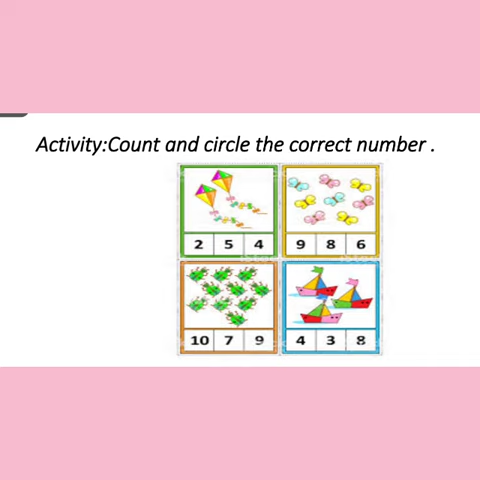 Activity:Count and circle the correct number .
2 5 4
9 8 6
10 7 9
4 3 8